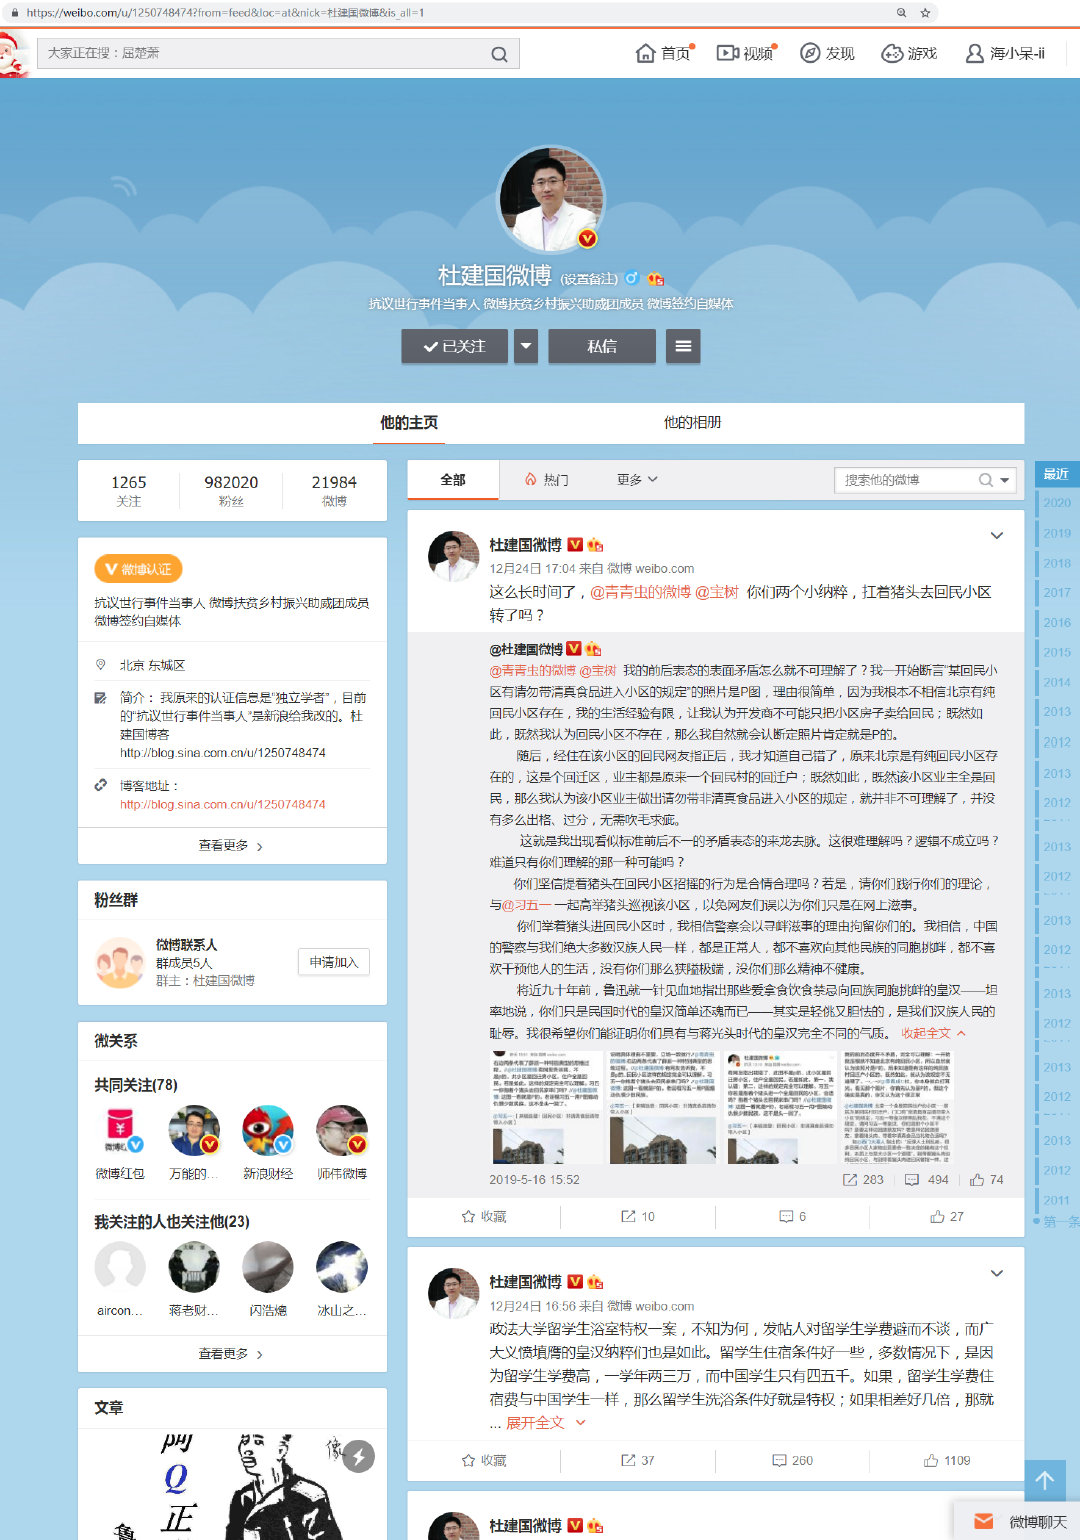 https://weibo.com/u/1250748474?from=feed&loc=at&nick=杜建国微博&is_all=1
大家正在搜：屈楚萧
首页
视频
发现
游戏
海小呆-ii
杜建国微博 (设置备注)
抗议世行事件当事人 微博扶贫乡村振兴助威团成员 微博签约自媒体
已关注
私信
他的主页
他的相册
1265
关注
982020
粉丝
21984
微博
微博认证
抗议世行事件当事人 微博扶贫乡村振兴助威团成员
微博签约自媒体
北京 东城区
简介： 我原来的认证信息是“独立学者”，目前
的“抗议世行事件当事人”是新浪给我改的。杜
建国博客
http://blog.sina.com.cn/u/1250748474
博客地址：
http://blog.sina.com.cn/u/1250748474
查看更多 ›
粉丝群
微博联系人
群成员5人
群主：杜建国微博
申请加入
微关系
共同关注(78)
微博红包
万能的...
新浪财经
师伟微博
我关注的人也关注他(23)
aircon...
蒋老财...
闪浩熜
冰山之...
查看更多 ›
文章
阿
Q
正
像
鲁
全部
热门
更多
搜索他的微博
杜建国微博
12月24日 17:04 来自 微博 weibo.com
这么长时间了，@青青虫的微博 @宝树 你们两个小纳粹，扛着猪头去回民小区
转了吗？
@杜建国微博
@青青虫的微博 @宝树 我的前后表态的表面矛盾怎么就不可理解了？我一开始断言“某回民小
区有请勿带清真食品进入小区的规定”的照片是P图，理由很简单，因为我根本不相信北京有纯
回民小区存在，我的生活经验有限，让我认为开发商不可能只把小区房子卖给回民；既然如
此，既然我认为回民小区不存在，那么我自然就会认断定照片肯定就是P的。
随后，经住在该小区的回民网友指正后，我才知道自己错了，原来北京是有纯回民小区存
在的，这是个回迁区，业主都是原来一个回民村的回迁户；既然如此，既然该小区业主全是回
民，那么我认为该小区业主做出请勿带非清真食品进入小区的规定，就并非不可理解了，并没
有多么出格、过分，无需吹毛求疵。
这就是我出现看似标准前后不一的矛盾表态的来龙去脉。这很难理解吗？逻辑不成立吗？
难道只有你们理解的那一种可能吗？
你们坚信提着猪头在回民小区招摇的行为是合情合理吗？若是，请你们践行你们的理论，
与@习五一 一起高举猪头巡视该小区，以免网友们误以为你们只是在网上滋事。
你们举着猪头进回民小区时，我相信警察会以寻衅滋事的理由拘留你们的。我相信，中国
的警察与我们绝大多数汉族人民一样，都是正常人，都不喜欢向其他民族的同胞挑衅，都不喜
欢干预他人的生活，没有你们那么狭隘极端，没你们那么精神不健康。
将近九十年前，鲁迅就一针见血地指出那些爱拿食饮食禁忌向回族同胞挑衅的皇汉——坦
率地说，你们只是民国时代的皇汉简单还魂而已——其实是轻佻又胆怯的，是我们汉族人民的
耻辱。我很希望你们能证明你们具有与蒋光头时代的皇汉完全不同的气质。 收起全文
2019-5-16 15:52
283
494
74
收藏
10
6
27
杜建国微博
12月24日 16:56 来自 微博 weibo.com
政法大学留学生浴室特权一案，不知为何，发帖人对留学生学费避而不谈，而广
大义愤填膺的皇汉纳粹们也是如此。留学生住宿条件好一些，多数情况下，是因
为留学生学费高，一学年两三万，而中国学生只有四五千。如果，留学生学费住
宿费与中国学生一样，那么留学生洗浴条件好就是特权；如果相差好几倍，那就
... 展开全文
收藏
37
260
1109
杜建国微博
最近
2020
2019
2018
2017
2016
2015
2014
2013
2012
2013
2012
2013
2012
2013
2012
2013
2012
2013
2012
2013
2012
2011
第一条
微博聊天